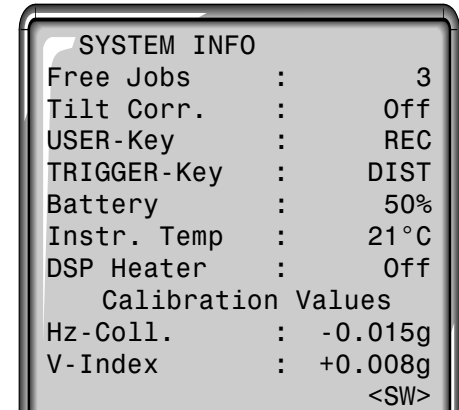 SYSTEM INFO
Free Jobs : 3
Tilt Corr. : Off
USER-Key : REC
TRIGGER-Key : DIST
Battery : 50%
Instr. Temp : 21°C
DSP Heater : Off
Calibration Values
Hz-Coll. : -0.015g
V-Index : +0.008g
<SW>